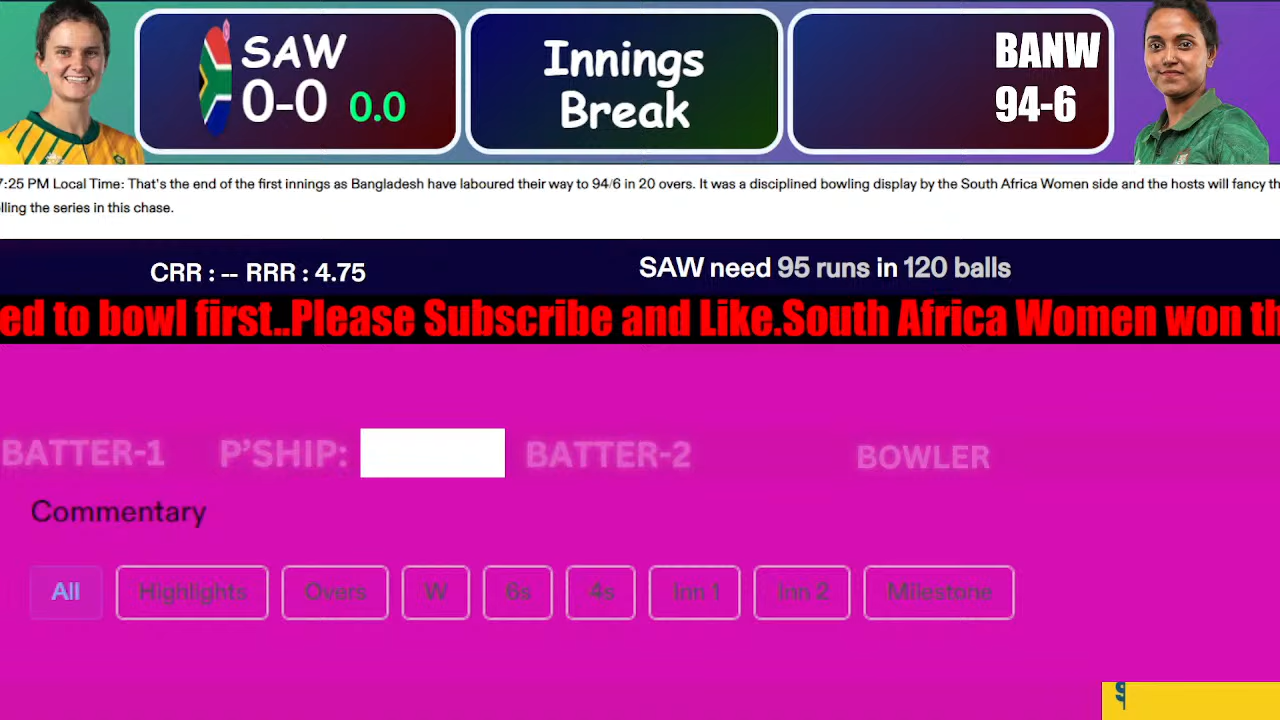 SAW
0-0 0.0
Innings
Break
BANW
94-6
7:25 PM Local Time: That's the end of the first innings as Bangladesh have laboured their way to 94/6 in 20 overs. It was a disciplined bowling display by the South Africa Women side and the hosts will fancy th
lling the series in this chase.
CRR : -- RRR : 4.75
SAW need 95 runs in 120 balls
ed to bowl first..Please Subscribe and Like.South Africa Women won th
BATTER-1 P'SHIP: BATTER-2 BOWLER
Commentary
All Highlights Overs W 6s 4s Inn 1 Inn 2 Milestone